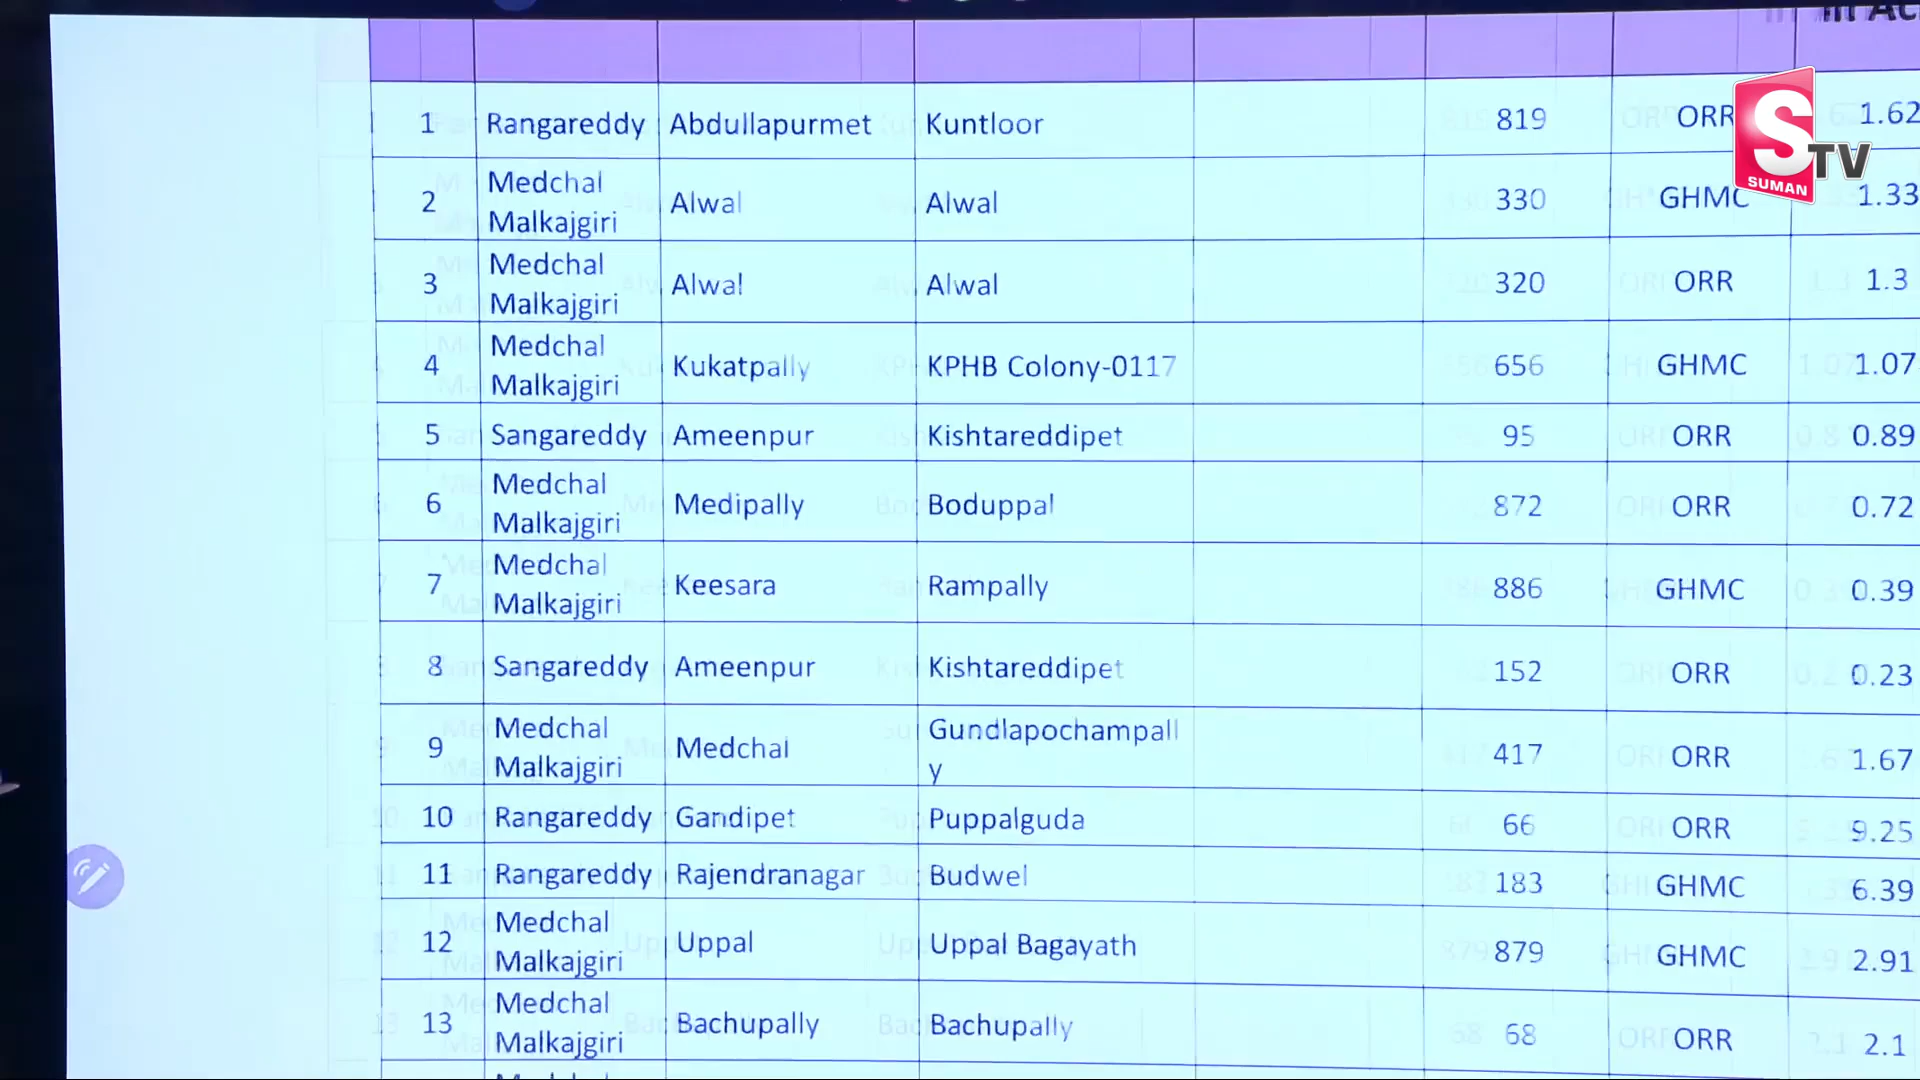 in Ac
S TV
SUMAN
1 Rangareddy Abdullapurmet Kuntloor 819 ORR 1.62
2 Medchal Malkajgiri Alwal Alwal 330 GHMC 1.33
3 Medchal Malkajgiri Alwal Alwal 320 ORR 1.3
4 Medchal Malkajgiri Kukatpally KPHB Colony-0117 656 GHMC 1.07
5 Sangareddy Ameenpur Kishtareddipet 95 ORR 0.89
6 Medchal Malkajgiri Medipally Boduppal 872 ORR 0.72
7 Medchal Malkajgiri Keesara Rampally 886 GHMC 0.39
8 Sangareddy Ameenpur Kishtareddipet 152 ORR 0.23
9 Medchal Malkajgiri Medchal Gundlapochampall
y 417 ORR 1.67
10 Rangareddy Gandipet Puppalguda 66 ORR 9.25
11 Rangareddy Rajendranagar Budwel 183 GHMC 6.39
12 Medchal Malkajgiri Uppal Uppal Bagayath 879 GHMC 2.91
13 Medchal Malkajgiri Bachupally Bachupally 68 ORR 2.1